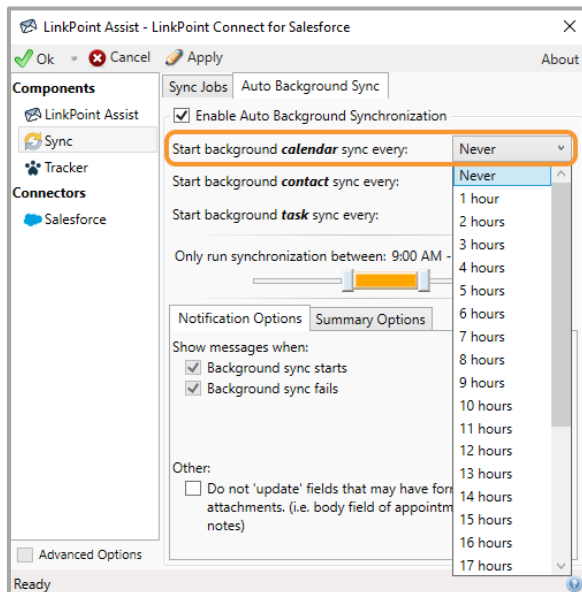 LinkPoint Assist - LinkPoint Connect for Salesforce
Ok Cancel Apply About
Components
LinkPoint Assist
Sync
Tracker
Connectors
Salesforce
Advanced Options
Sync Jobs Auto Background Sync
Enable Auto Background Synchronization
Start background calendar sync every: Never
Start background contact sync every:
Start background task sync every:
Only run synchronization between: 9:00 AM -
Never
1 hour
2 hours
3 hours
4 hours
5 hours
6 hours
7 hours
8 hours
9 hours
10 hours
11 hours
12 hours
13 hours
14 hours
15 hours
16 hours
17 hours
Notification Options Summary Options
Show messages when:
Background sync starts
Background sync fails
Other:
Do not 'update' fields that may have
attachments. (i.e. body field of
notes)
Ready